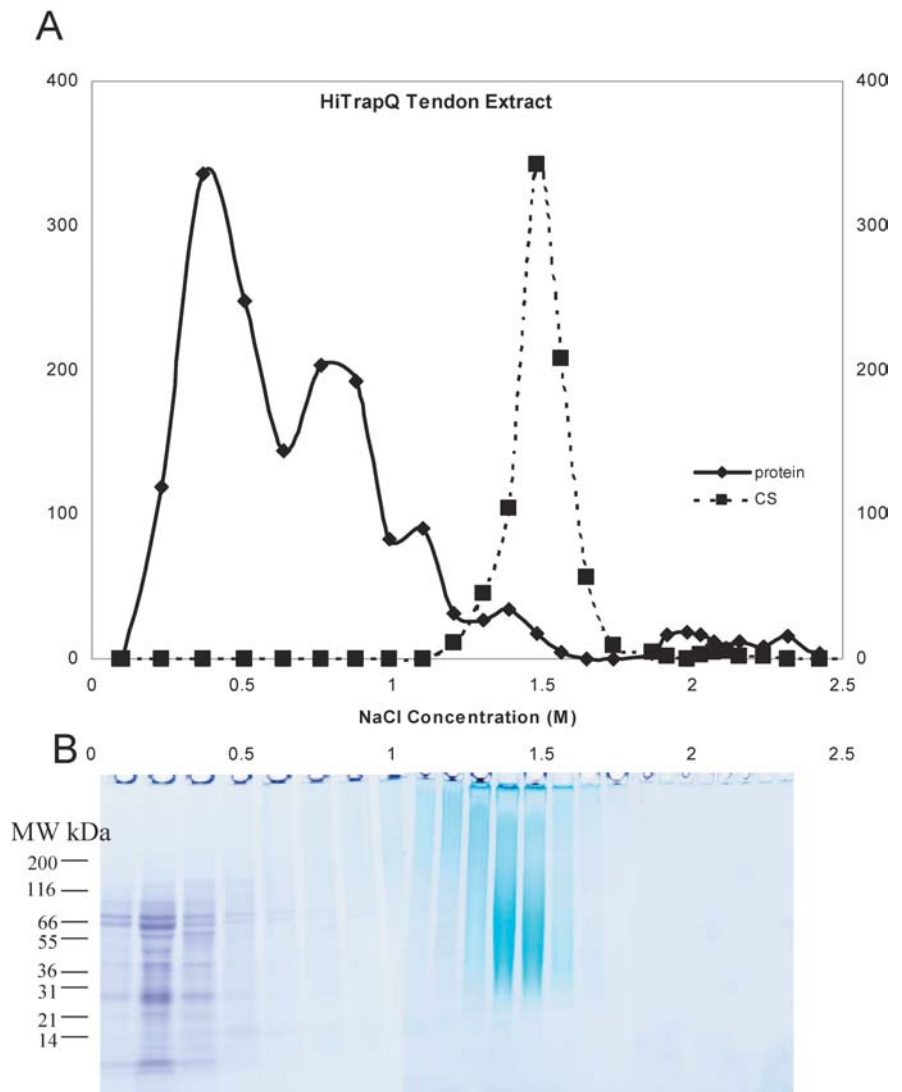 A
400 400
HiTrapQ Tendon Extract
300 300
200 200
protein
CS
100 100
0 0
0 0.5 1 1.5 2 2.5
NaCl Concentration (M)
B 0 0.5 1 1.5 2 2.5
MW kDa
200
116
66
55
36
31
21
14